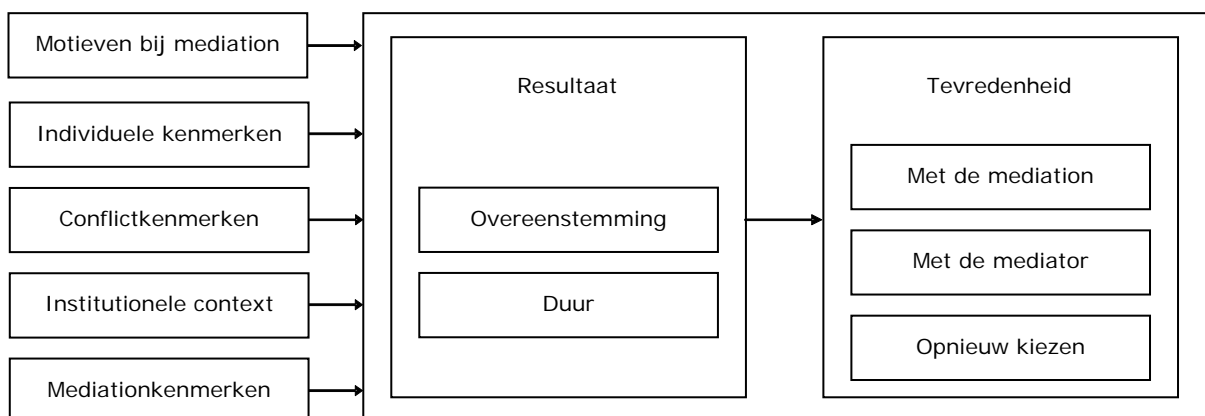 Motieven bij mediation
Individuele kenmerken
Conflictkenmerken
Institutionele context
Mediationkenmerken
Resultaat
Overeenstemming
Duur
Tevredenheid
Met de mediation
Met de mediator
Opnieuw kiezen